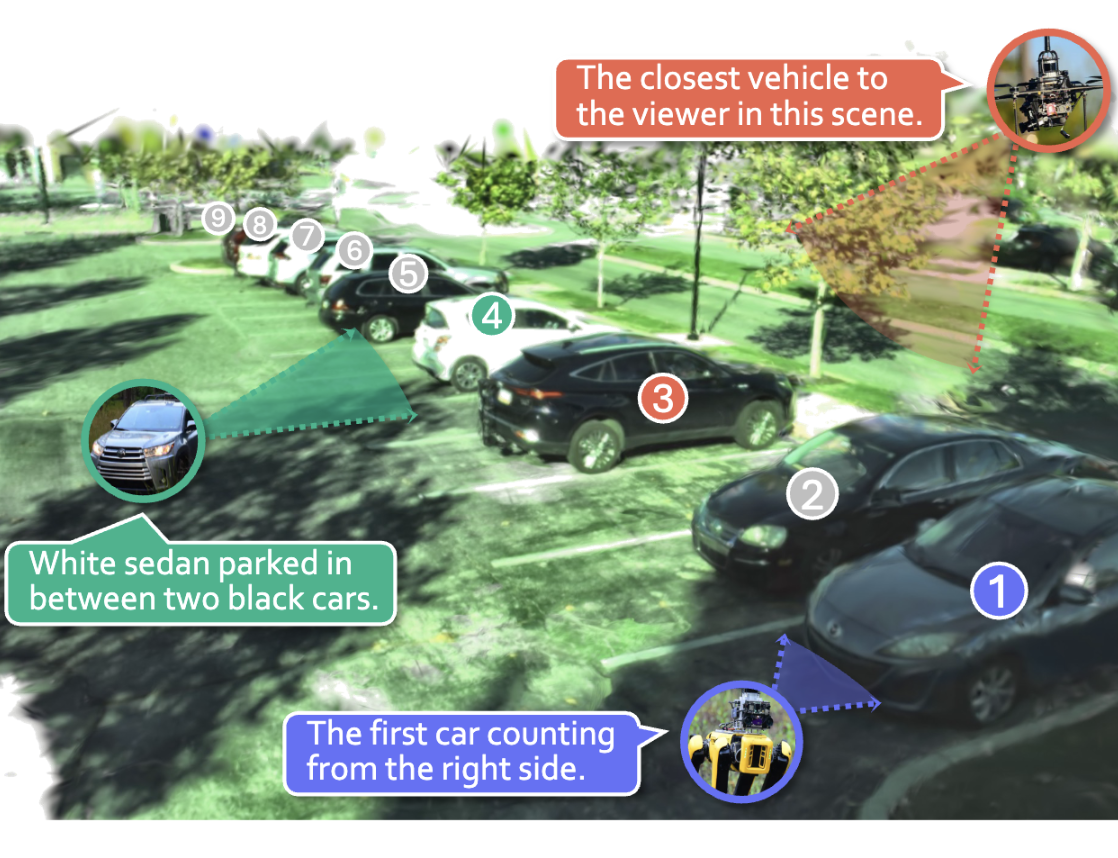 The closest vehicle to
the viewer in this scene.
9
8
7
6
5
4
3
2
1
White sedan parked in
between two black cars.
The first car counting
from the right side.